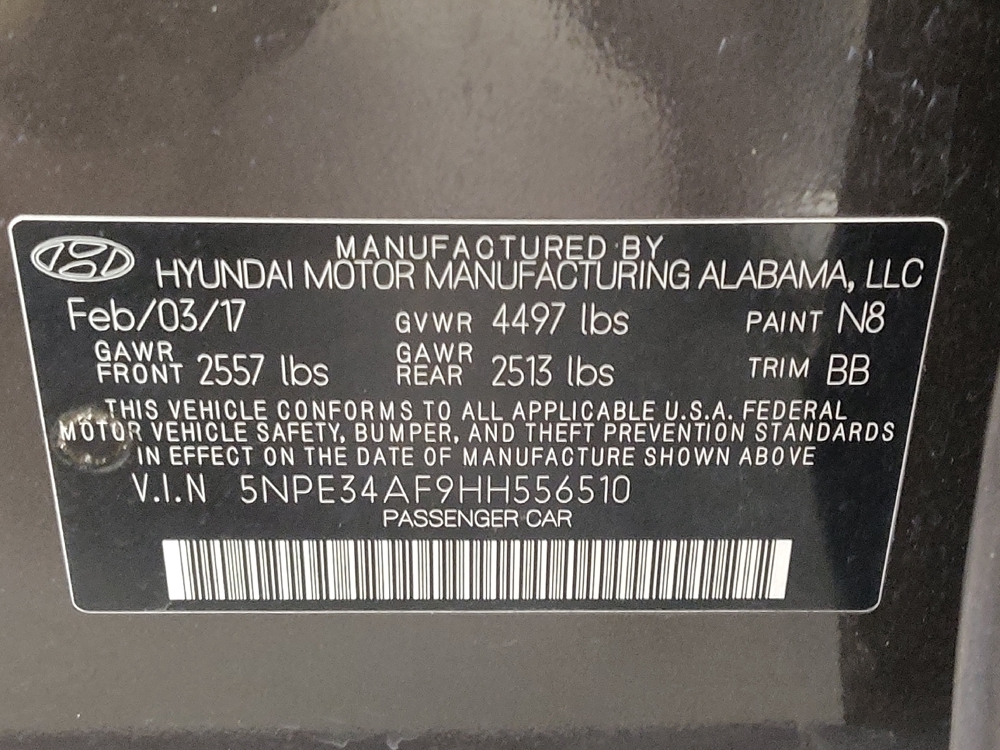 MANUFACTURED BY
HYUNDAI MOTOR MANUFACTURING ALABAMA, LLC
Feb/03/17 GVWR 4497 lbs PAINT N8
GAWR FRONT 2557 lbs GAWR REAR 2513 lbs TRIM BB
THIS VEHICLE CONFORMS TO ALL APPLICABLE U.S.A. FEDERAL
MOTOR VEHICLE SAFETY, BUMPER, AND THEFT PREVENTION STANDARDS
IN EFFECT ON THE DATE OF MANUFACTURE SHOWN ABOVE
V.I.N 5NPE34AF9HH556510
PASSENGER CAR